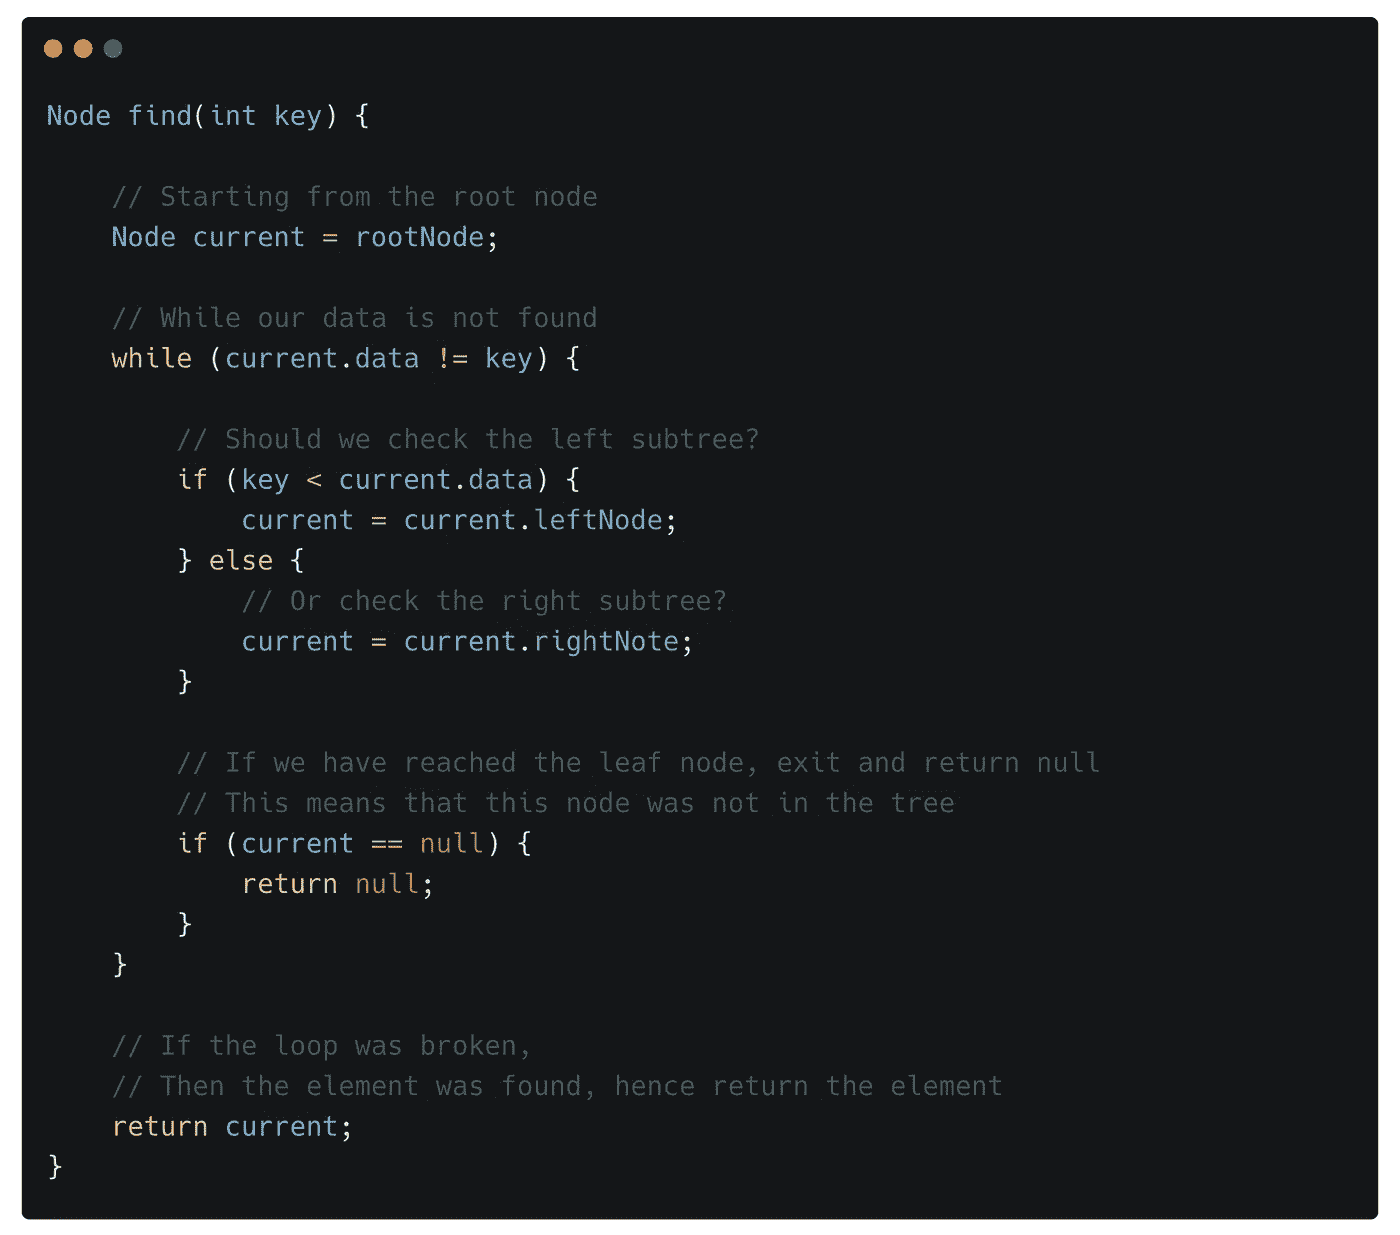 Node find(int key) {
// Starting from the root node
Node current = rootNode;
// While our data is not found
while (current.data != key) {
// Should we check the left subtree?
if (key < current.data) {
current = current.leftNode;
} else {
// Or check the right subtree?
current = current.rightNote;
}
// If we have reached the leaf node, exit and return null
// This means that this node was not in the tree
if (current == null) {
return null;
}
}
// If the loop was broken,
// Then the element was found, hence return the element
return current;
}